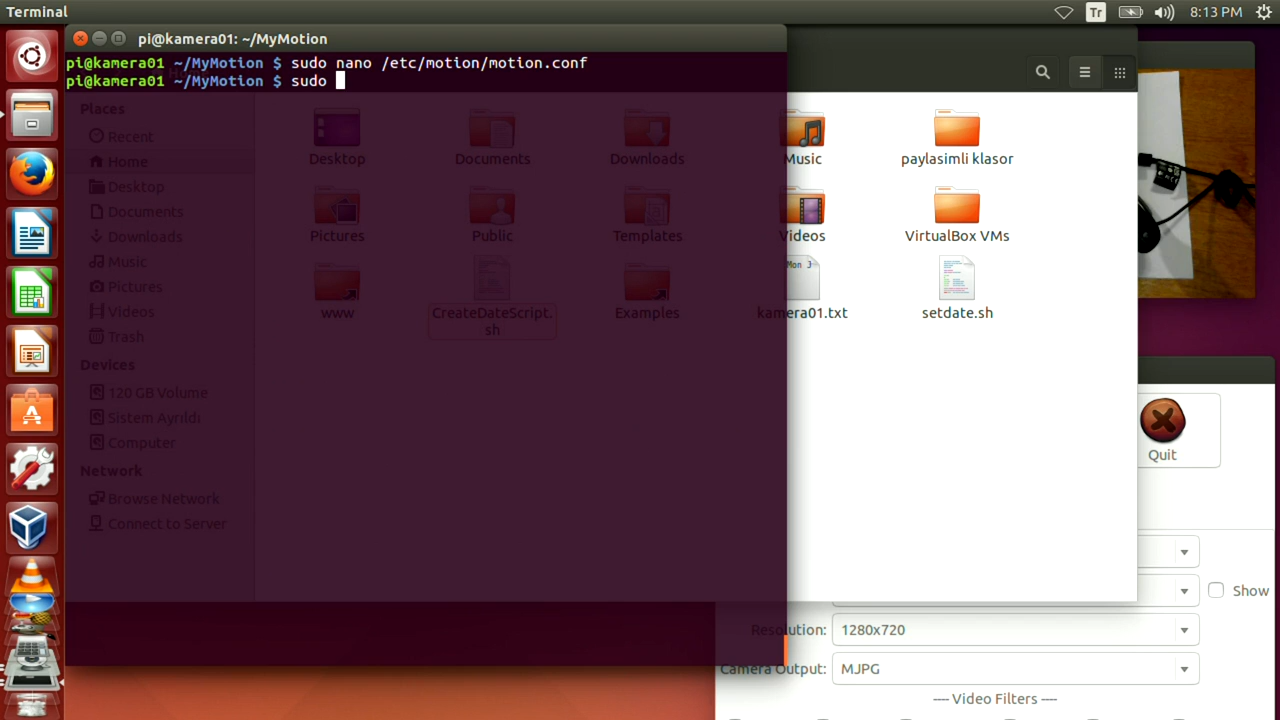 Terminal
Tr
8:13 PM
pi@kamera01: ~/MyMotion
pi@kamera01 ~/MyMotion $ sudo nano /etc/motion/motion.conf
pi@kamera01 ~/MyMotion $ sudo
Places
Recent
Home
Desktop
Documents
Downloads
Music
Pictures
Videos
Trash
Devices
120 GB Volume
Sistem Ayrıldı
Computer
Network
Browse Network
Connect to Server
Desktop
Documents
Downloads
Music
paylasimli klasor
Pictures
Public
Templates
Videos
VirtualBox VMs
www
CreateDateScript.
sh
Examples
Mon 3
kamera01.txt
setdate.sh
Quit
Show
Resolution:
1280x720
Camera Output:
MJPG
---- Video Filters ----